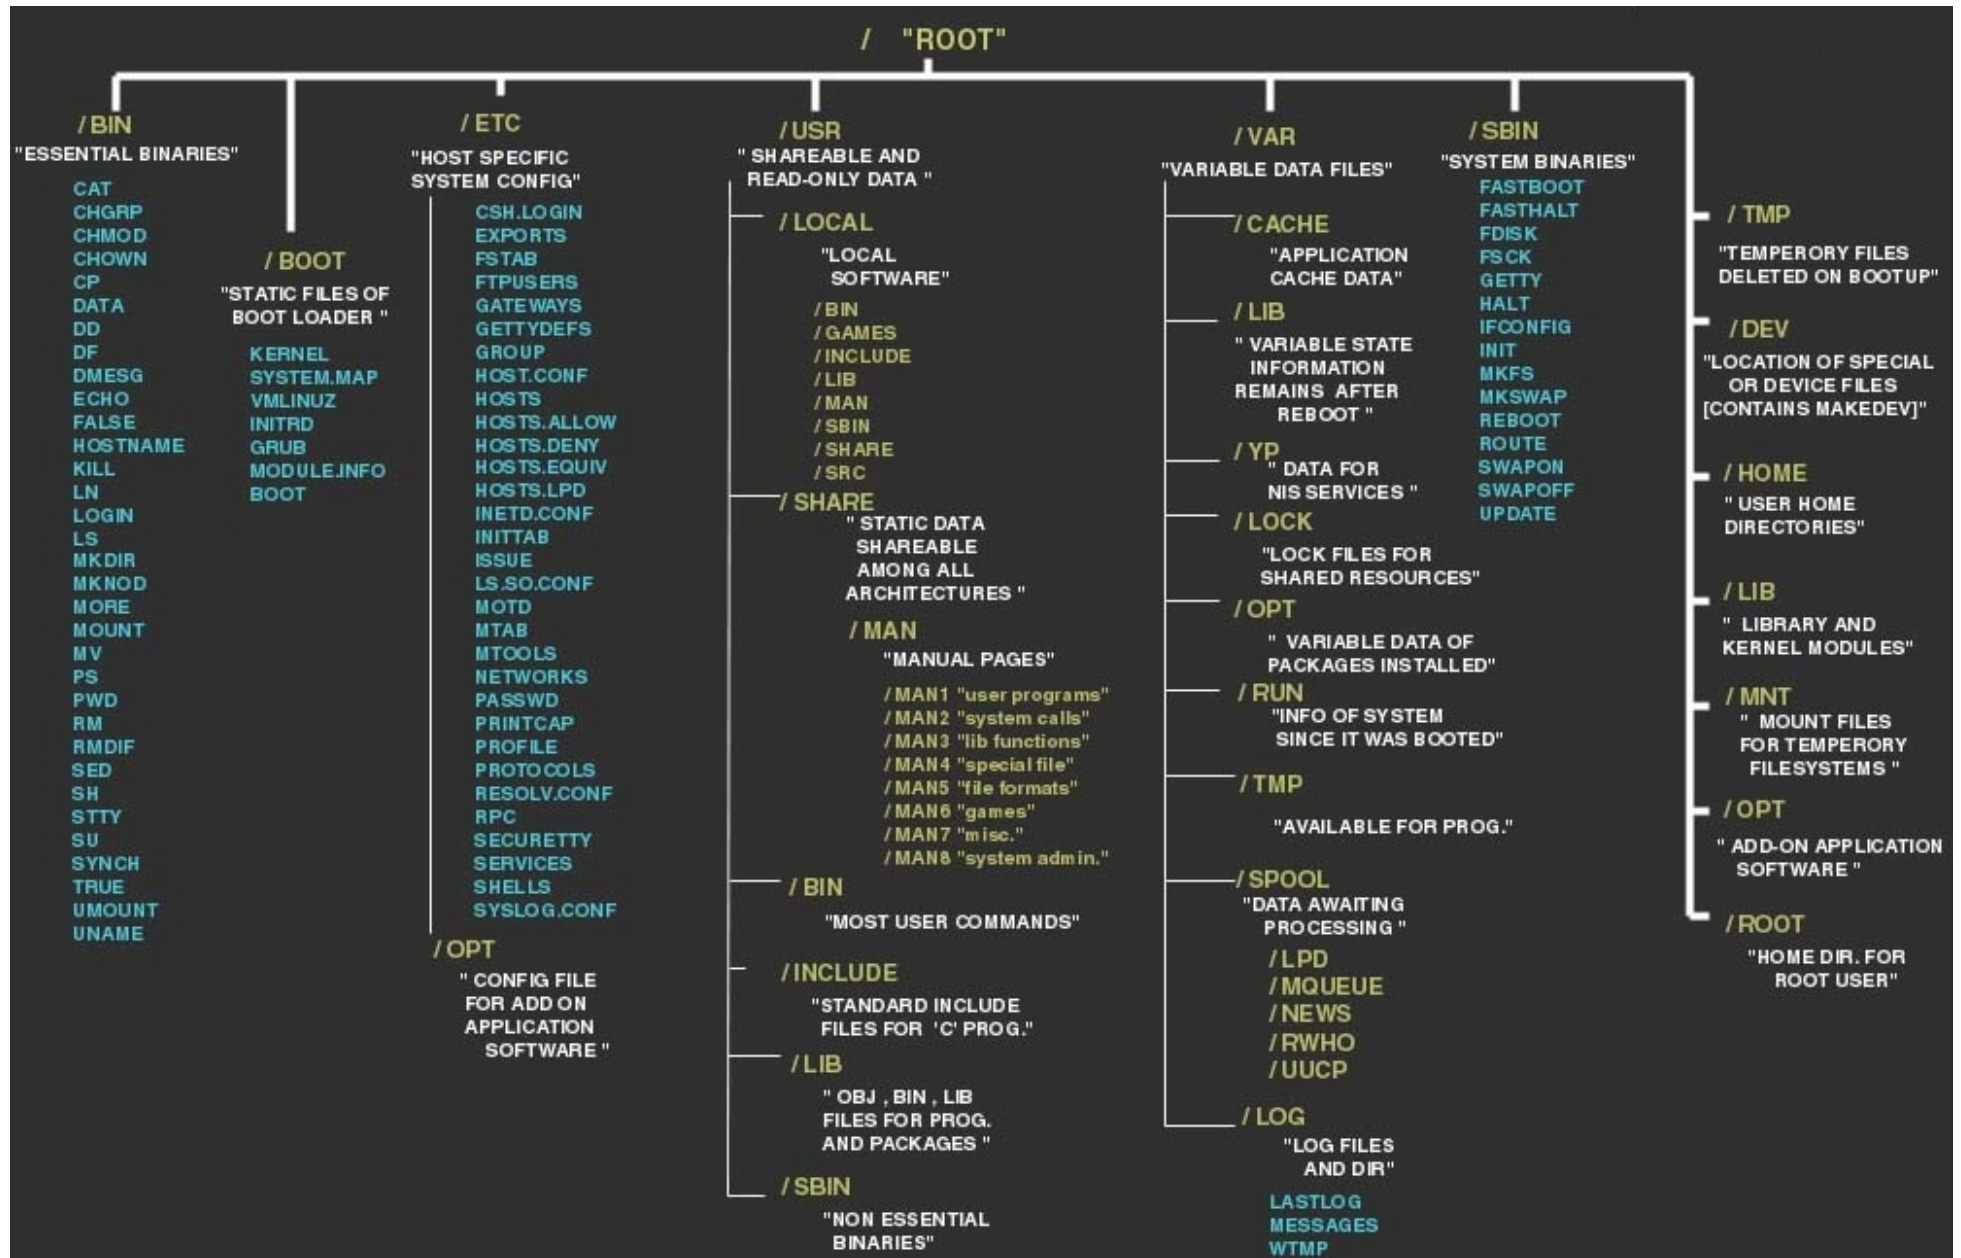 / "ROOT"
/ BIN
"ESSENTIAL BINARIES"
CAT
CHGRP
CHMOD
CHOWN
CP
DATA
DD
DF
DMESG
ECHO
FALSE
HOSTNAME
KILL
LN
LOGIN
LS
MKDIR
MKNOD
MORE
MOUNT
MV
PS
PWD
RM
RMDIF
SED
SH
STTY
SU
SYNCH
TRUE
UMOUNT
UNAME
/ BOOT
"STATIC FILES OF
BOOT LOADER "
KERNEL
SYSTEM.MAP
VMLINUZ
INITRD
GRUB
MODULE.INFO
BOOT
/ ETC
"HOST SPECIFIC
SYSTEM CONFIG"
CSH.LOGIN
EXPORTS
FSTAB
FTPUSERS
GATEWAYS
GETTYDEFS
GROUP
HOST.CONF
HOSTS
HOSTS.ALLOW
HOSTS.DENY
HOSTS.EQUIV
HOSTS.LPD
INETD.CONF
INITTAB
ISSUE
LS.SO.CONF
MOTD
MTAB
MTOOLS
NETWORKS
PASSWD
PRINTCAP
PROFILE
PROTOCOLS
RESOLV.CONF
RPC
SECURETTY
SERVICES
SHELLS
SYSLOG.CONF
/ OPT
" CONFIG FILE
FOR ADD ON
APPLICATION
SOFTWARE "
/ USR
" SHAREABLE AND
READ-ONLY DATA "
/ LOCAL
"LOCAL
SOFTWARE"
/ BIN
/ GAMES
/ INCLUDE
/ LIB
/ MAN
/ SBIN
/ SHARE
/ SRC
/ SHARE
" STATIC DATA
SHAREABLE
AMONG ALL
ARCHITECTURES "
/ MAN
"MANUAL PAGES"
/ MAN1 "user programs"
/ MAN2 "system calls"
/ MAN3 "lib functions"
/ MAN4 "special file"
/ MAN5 "file formats"
/ MAN6 "games"
/ MAN7 "misc."
/ MAN8 "system admin."
/ BIN
"MOST USER COMMANDS"
/ INCLUDE
"STANDARD INCLUDE
FILES FOR 'C' PROG."
/ LIB
" OBJ , BIN , LIB
FILES FOR PROG.
AND PACKAGES "
/ SBIN
"NON ESSENTIAL
BINARIES"
/ VAR
"VARIABLE DATA FILES"
/ CACHE
"APPLICATION
CACHE DATA"
/ LIB
" VARIABLE STATE
INFORMATION
REMAINS AFTER
REBOOT "
/ YP
" DATA FOR
NIS SERVICES "
/ LOCK
"LOCK FILES FOR
SHARED RESOURCES"
/ OPT
" VARIABLE DATA OF
PACKAGES INSTALLED"
/ RUN
"INFO OF SYSTEM
SINCE IT WAS BOOTED"
/ TMP
"AVAILABLE FOR PROG."
/ SPOOL
"DATA AWAITING
PROCESSING "
/ LPD
/ MQUEUE
/ NEWS
/ RWHO
/ UUCP
/ LOG
"LOG FILES
AND DIR"
LASTLOG
MESSAGES
WTMP
/ SBIN
"SYSTEM BINARIES"
FASTBOOT
FASTHALT
FDISK
FSCK
GETTY
HALT
IFCONFIG
INIT
MKFS
MKSWAP
REBOOT
ROUTE
SWAPON
SWAPOFF
UPDATE
/ TMP
"TEMPERORY FILES
DELETED ON BOOTUP"
/ DEV
"LOCATION OF SPECIAL
OR DEVICE FILES
[CONTAINS MAKEDEV]"
/ HOME
" USER HOME
DIRECTORIES"
/ LIB
" LIBRARY AND
KERNEL MODULES"
/ MNT
" MOUNT FILES
FOR TEMPERORY
FILESYSTEMS "
/ OPT
" ADD-ON APPLICATION
SOFTWARE "
/ ROOT
"HOME DIR. FOR
ROOT USER"